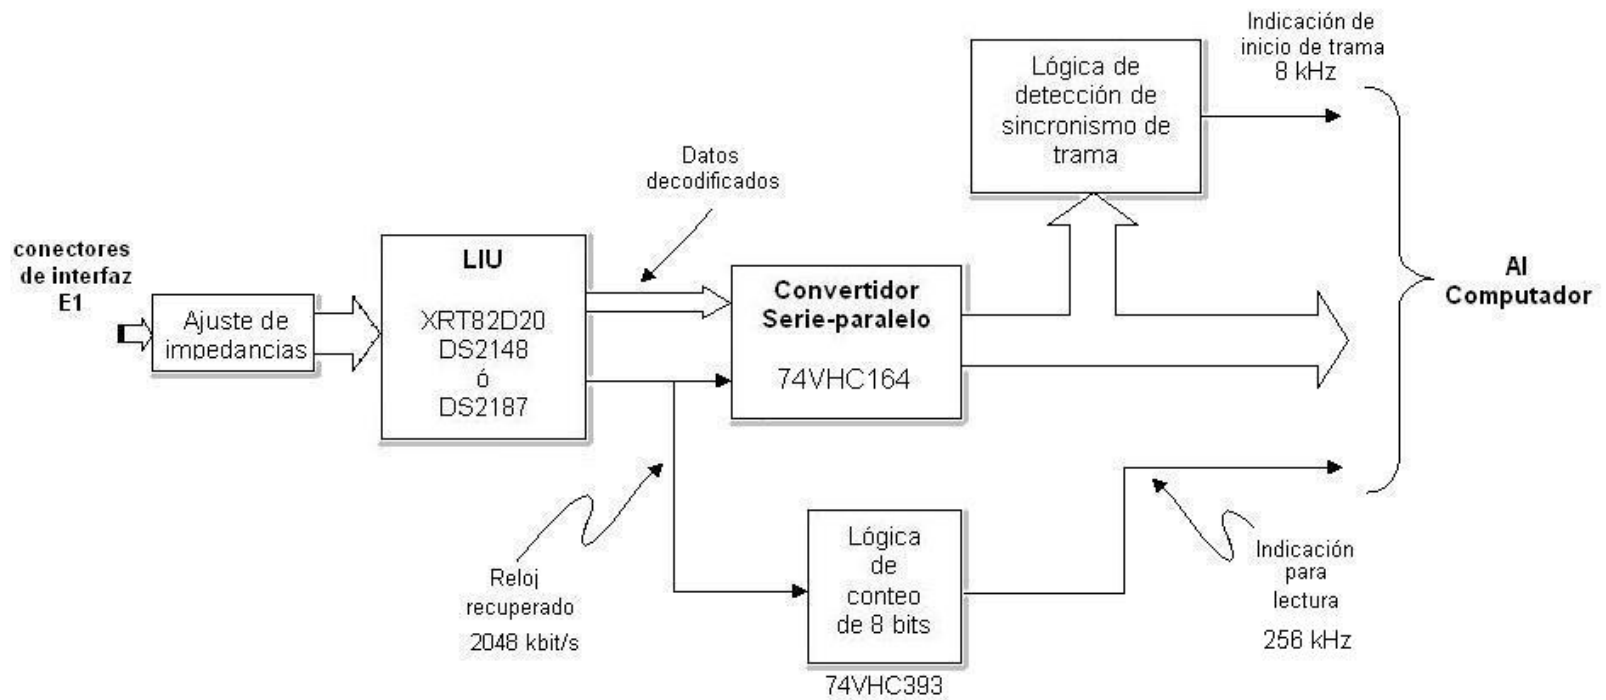 conectores
de interfaz
E1
Ajuste de
impedancias
LIU
XRT82D20
DS2148
ó
DS2187
Datos
decodificados
Convertidor
Serie-paralelo
74VHC164
Lógica de
detección de
sincronismo de
trama
Indicación de
inicio de trama
8 kHz
Al
Computador
Reloj
recuperado
2048 kbit/s
Lógica
de
conteo
de 8 bits
74VHC393
Indicación
para
lectura
256 kHz